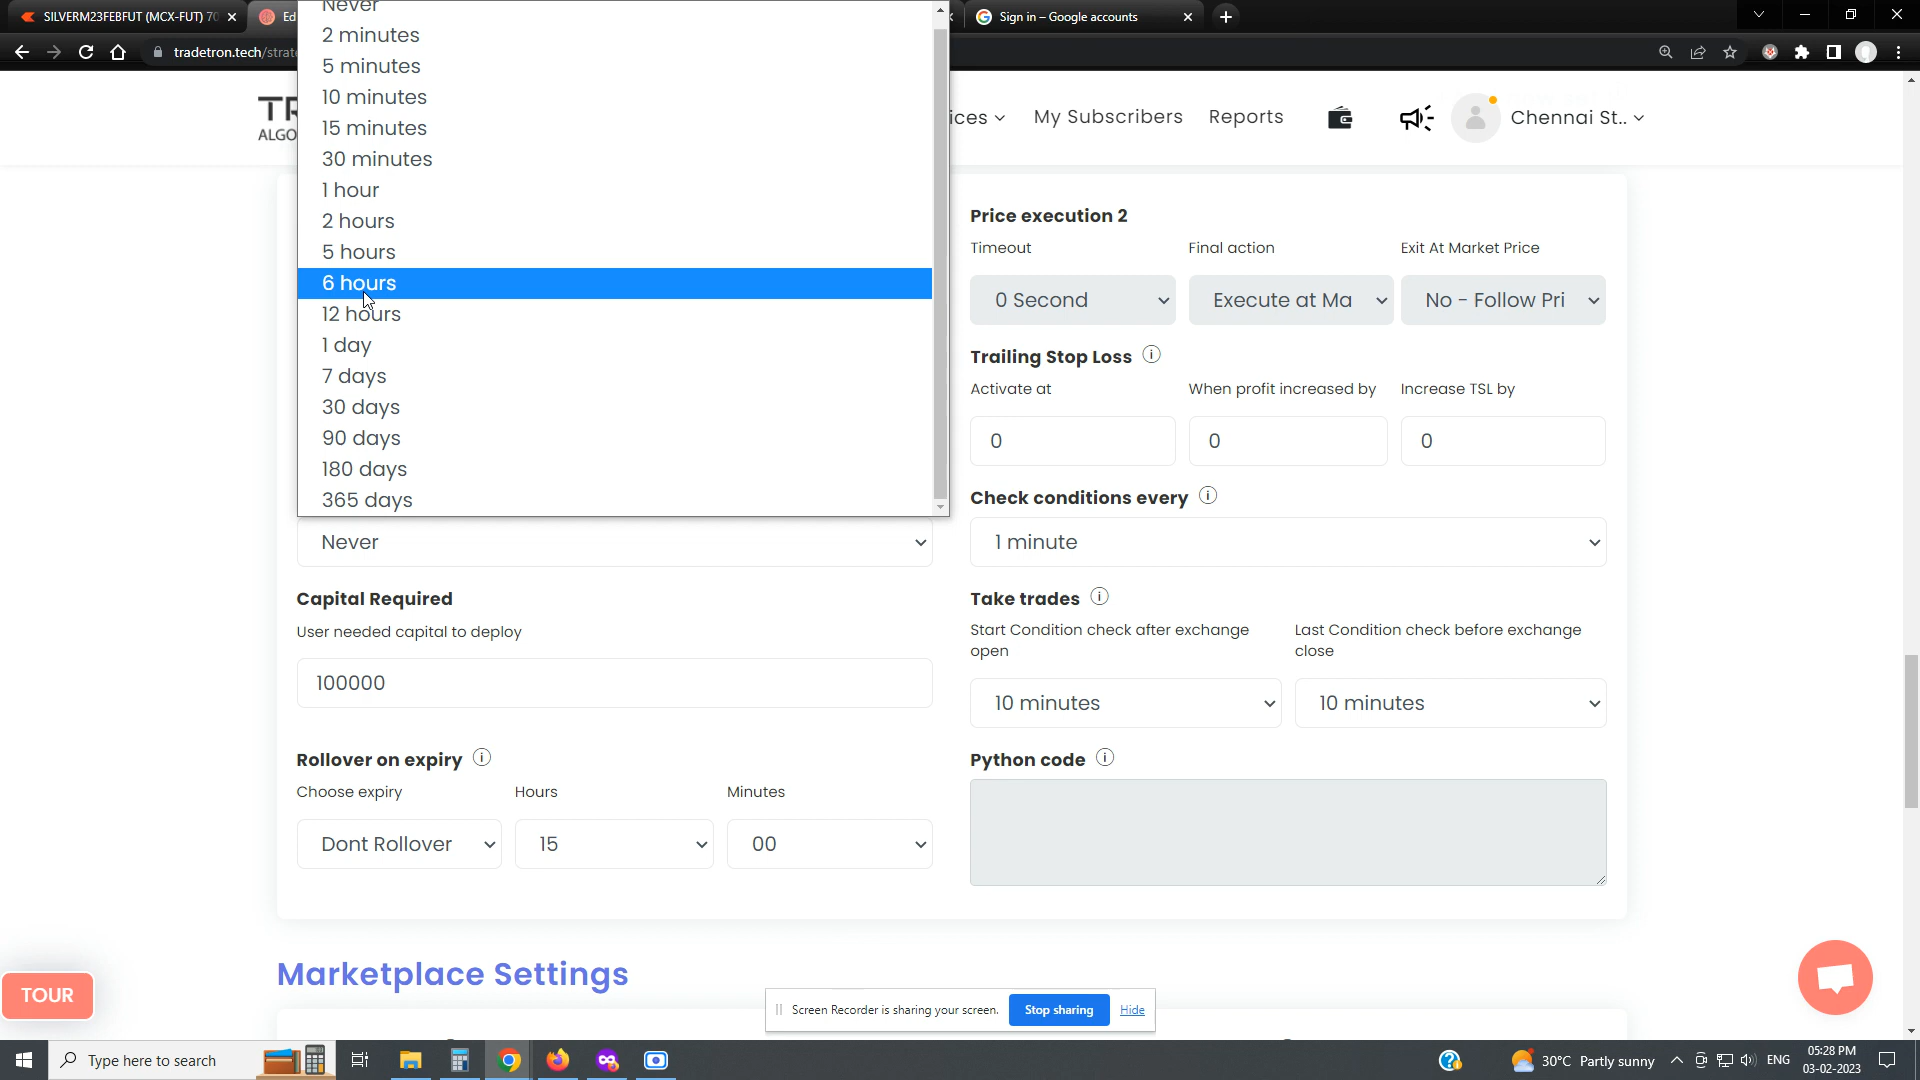 SILVERM23FEBFUT (MCX-FUT) 70
Ed
Sign in – Google accounts
tradetron.tech/strate
TR
ALGO
ices
My Subscribers
Reports
Chennai St..
Never
2 minutes
5 minutes
10 minutes
15 minutes
30 minutes
1 hour
2 hours
5 hours
6 hours
12 hours
1 day
7 days
30 days
90 days
180 days
365 days
Never
Price execution 2
Timeout
Final action
Exit At Market Price
0 Second
Execute at Ma
No - Follow Pri
Trailing Stop Loss
Activate at
When profit increased by
Increase TSL by
0
0
0
Check conditions every
1 minute
Capital Required
User needed capital to deploy
100000
Take trades
Start Condition check after exchange
open
Last Condition check before exchange
close
10 minutes
10 minutes
Rollover on expiry
Choose expiry
Hours
Minutes
Dont Rollover
15
00
Python code
Marketplace Settings
TOUR
Screen Recorder is sharing your screen.
Stop sharing
Hide
Type here to search
30°C Partly sunny
ENG
05:28 PM
03-02-2023